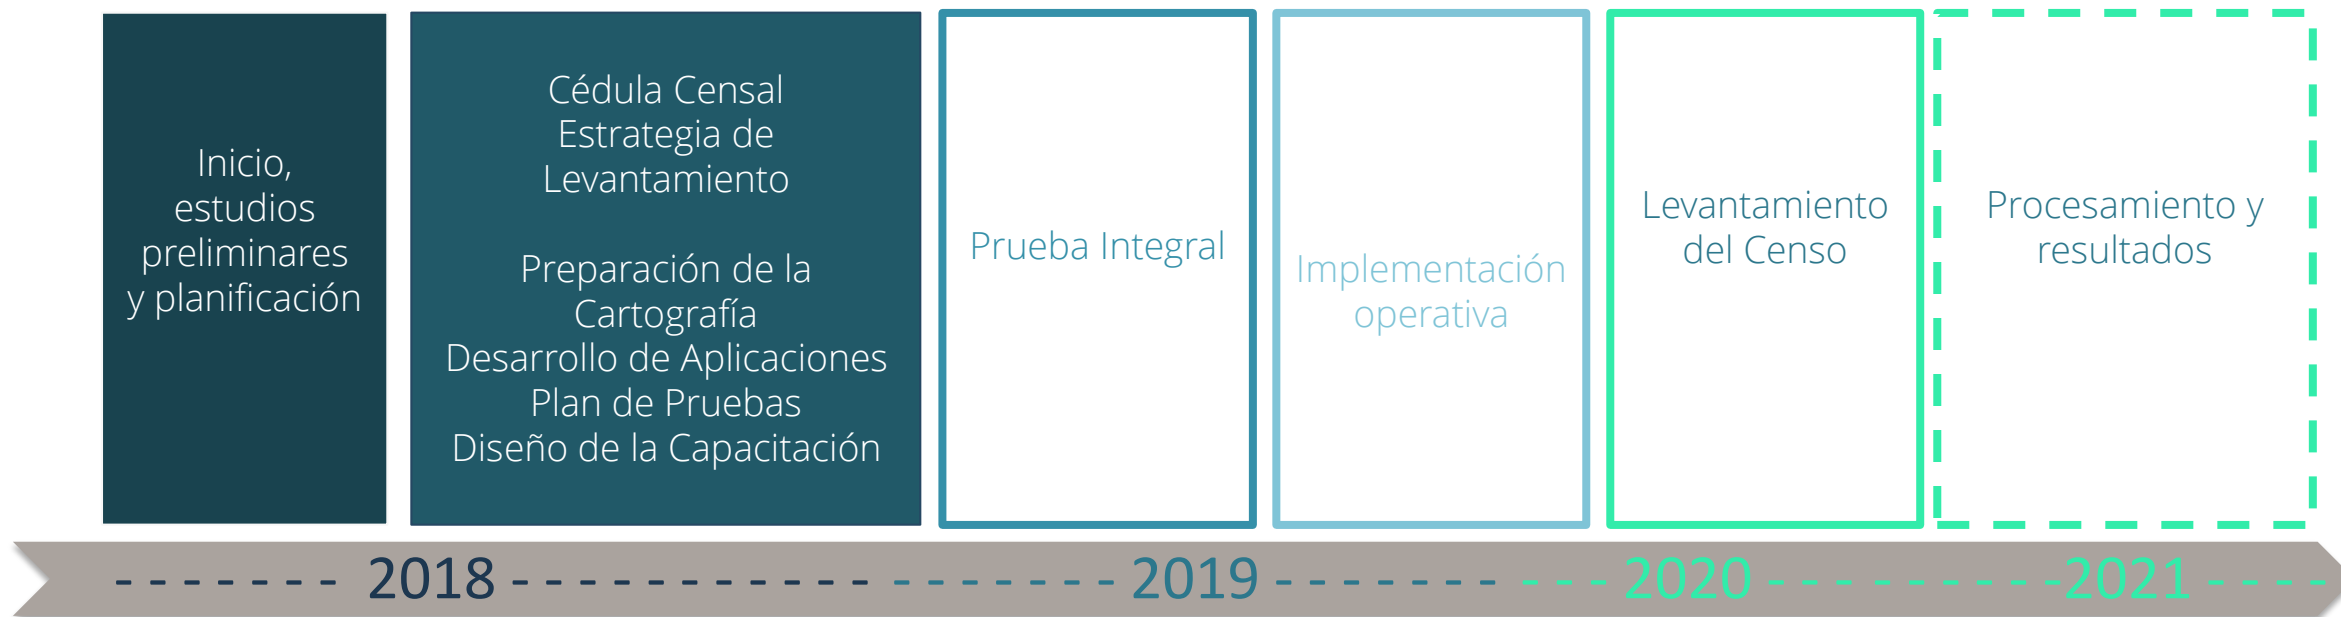 Inicio,
estudios
preliminares
y planificación
Cédula Censal
Estrategia de
Levantamiento
Preparación de la
Cartografía
Desarrollo de Aplicaciones
Plan de Pruebas
Diseño de la Capacitación
Prueba Integral
Implementación
operativa
Levantamiento
del Censo
Procesamiento y
resultados
2018
2019
2020
2021